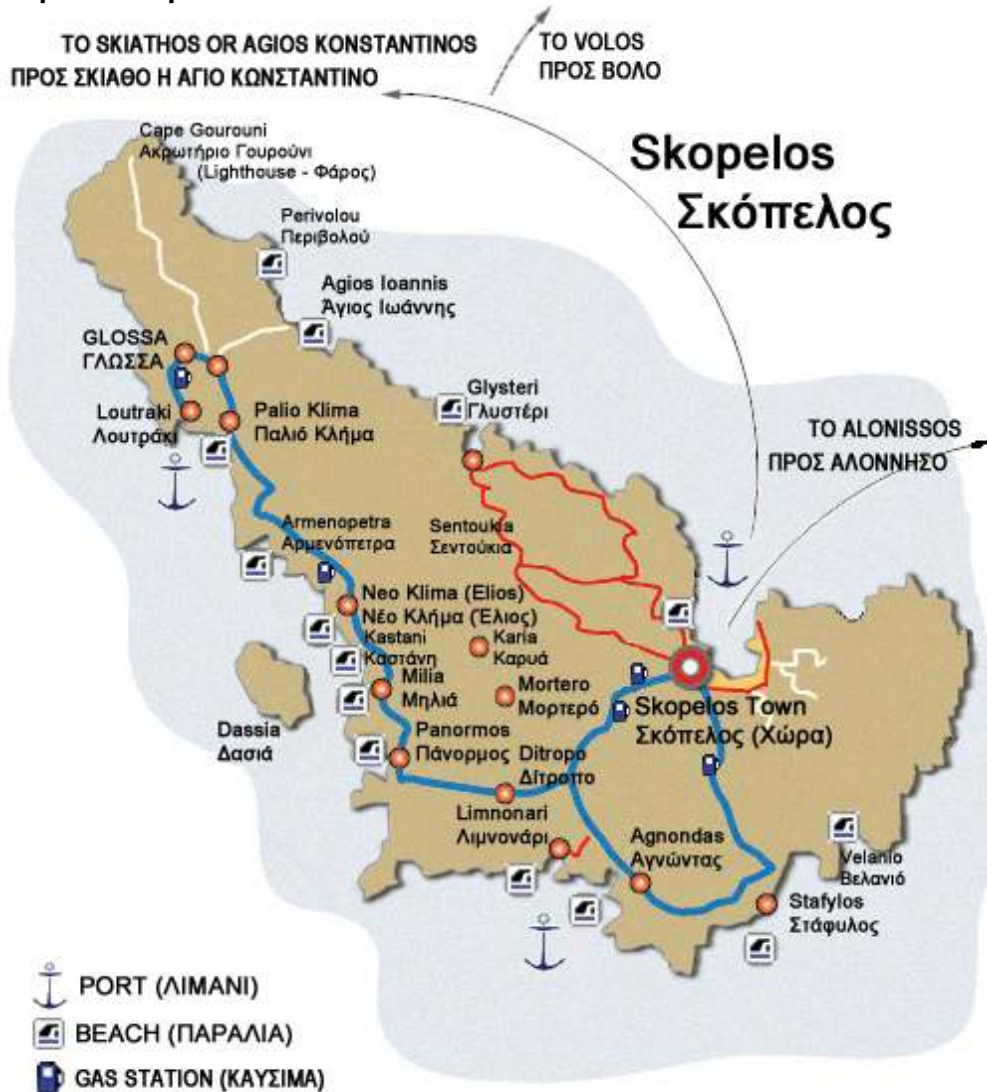 TO SKIATHOS OR AGIOS KONSTANTINOS
ΠΡΟΣ ΣΚΙΑΘΟ Η ΑΓΙΟ ΚΩΝΣΤΑΝΤΙΝΟ
TO VOLOS
ΠΡΟΣ ΒΟΛΟ
Skopelos
Σκόπελος
Cape Gourouni
Ακρωτήριο Γουρούνι
(Lighthouse - Φάρος)
Perivolou
Περιβολού
Agios Ioannis
Άγιος Ιωάννης
GLOSSA
ΓΛΩΣΣΑ
Loutraki
Λουτράκι
Palio Klima
Παλιό Κλήμα
Glysteri
Γλυστέρι
TO ALONISSOS
ΠΡΟΣ ΑΛΟΝΝΗΣΟ
Armenopetra
Αρμενόπετρα
Sentoukia
Σεντούκια
Neo Klima (Elios)
Νέο Κλήμα (Έλιος)
Kastani
Καστάνη
Karia
Καρυά
Milia
Μηλιά
Mortero
Μορτερό
Skopelos Town
Σκόπελος (Χώρα)
Dassia
Δασιά
Panormos
Πάνορμος
Ditropo
Δίτροπο
Limnonari
Λιμνονάρι
Agnondas
Αγνώντας
Velanio
Βελανιό
Stafylos
Στάφυλος
PORT (ΛΙΜΑΝΙ)
BEACH (ΠΑΡΑΛΙΑ)
GAS STATION (ΚΑΥΣΙΜΑ)